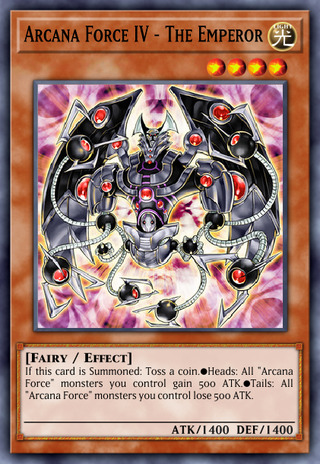 Arcana Force IV - The Emperor
LIGHT
光
[Fairy / Effect]
If this card is Summoned: Toss a coin.●Heads: All "Arcana
Force" monsters you control gain 500 ATK.●Tails: All
"Arcana Force" monsters you control lose 500 ATK.
ATK/1400 DEF/1400